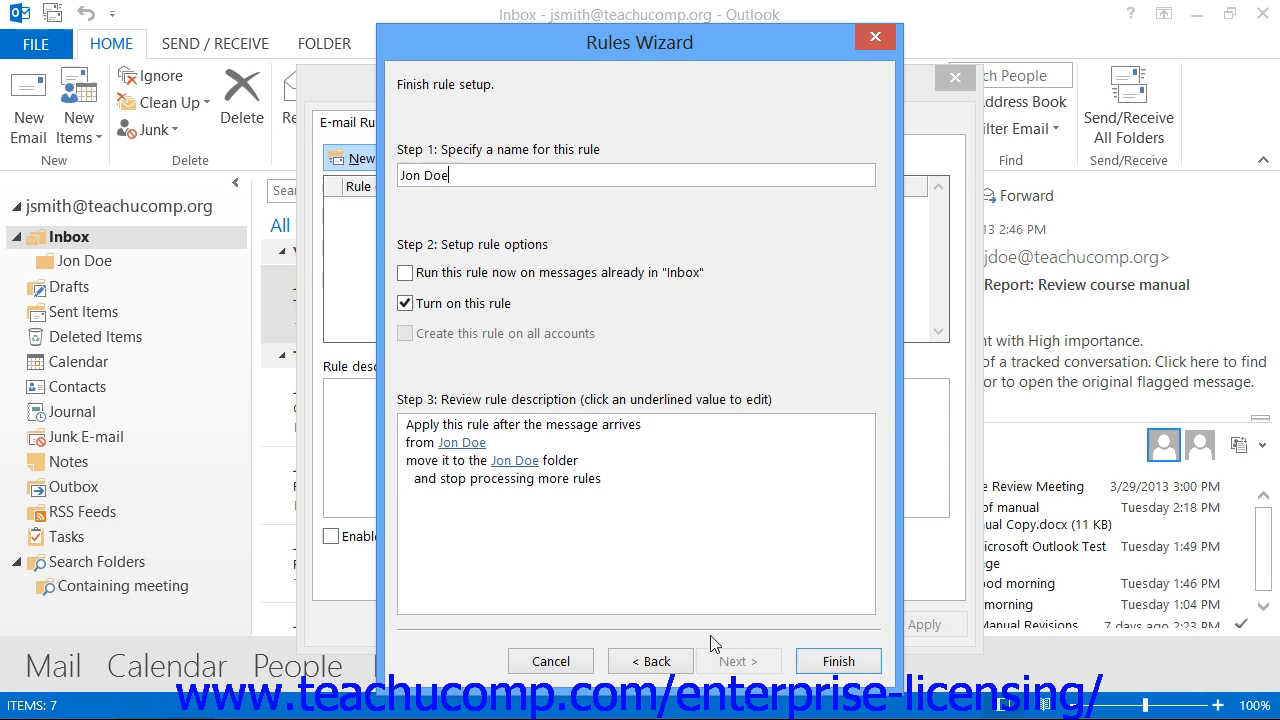 Inbox - jsmith@teachucomp.org - Outlook
?
FILE
HOME
SEND / RECEIVE
FOLDER
New Email
New Items
New
Ignore
Clean Up
Junk
Delete
Delete
Re
ch People
ddress Book
ilter Email
Find
Send/Receive All Folders
Send/Receive
jsmith@teachucomp.org
Inbox
Jon Doe
Drafts
Sent Items
Deleted Items
Calendar
Contacts
Journal
Junk E-mail
Notes
Outbox
RSS Feeds
Tasks
Search Folders
Containing meeting
Sear
All
E-mail Ru
New
Rule
Rule desc
Enable
Apply
Rules Wizard
Finish rule setup.
Step 1: Specify a name for this rule
Jon Doe
Step 2: Setup rule options
Run this rule now on messages already in "Inbox"
Turn on this rule
Create this rule on all accounts
Step 3: Review rule description (click an underlined value to edit)
Apply this rule after the message arrives
from Jon Doe
move it to the Jon Doe folder
and stop processing more rules
Cancel
< Back
Next >
Finish
Forward
13 2:46 PM
jdoe@teachucomp.org>
Report: Review course manual
nt with High importance.
of a tracked conversation. Click here to find
or to open the original flagged message.
e Review Meeting 3/29/2013 3:00 PM
of manual Tuesday 2:18 PM
ual Copy.docx (11 KB)
icrosoft Outlook Test Tuesday 1:49 PM
ge
ood morning Tuesday 1:46 PM
morning Tuesday 1:04 PM
Manual Revisions 7 days ago 2:23 PM
Mail Calendar People
www.teachucomp.com/enterprise-licensing/
ITEMS: 7
100%